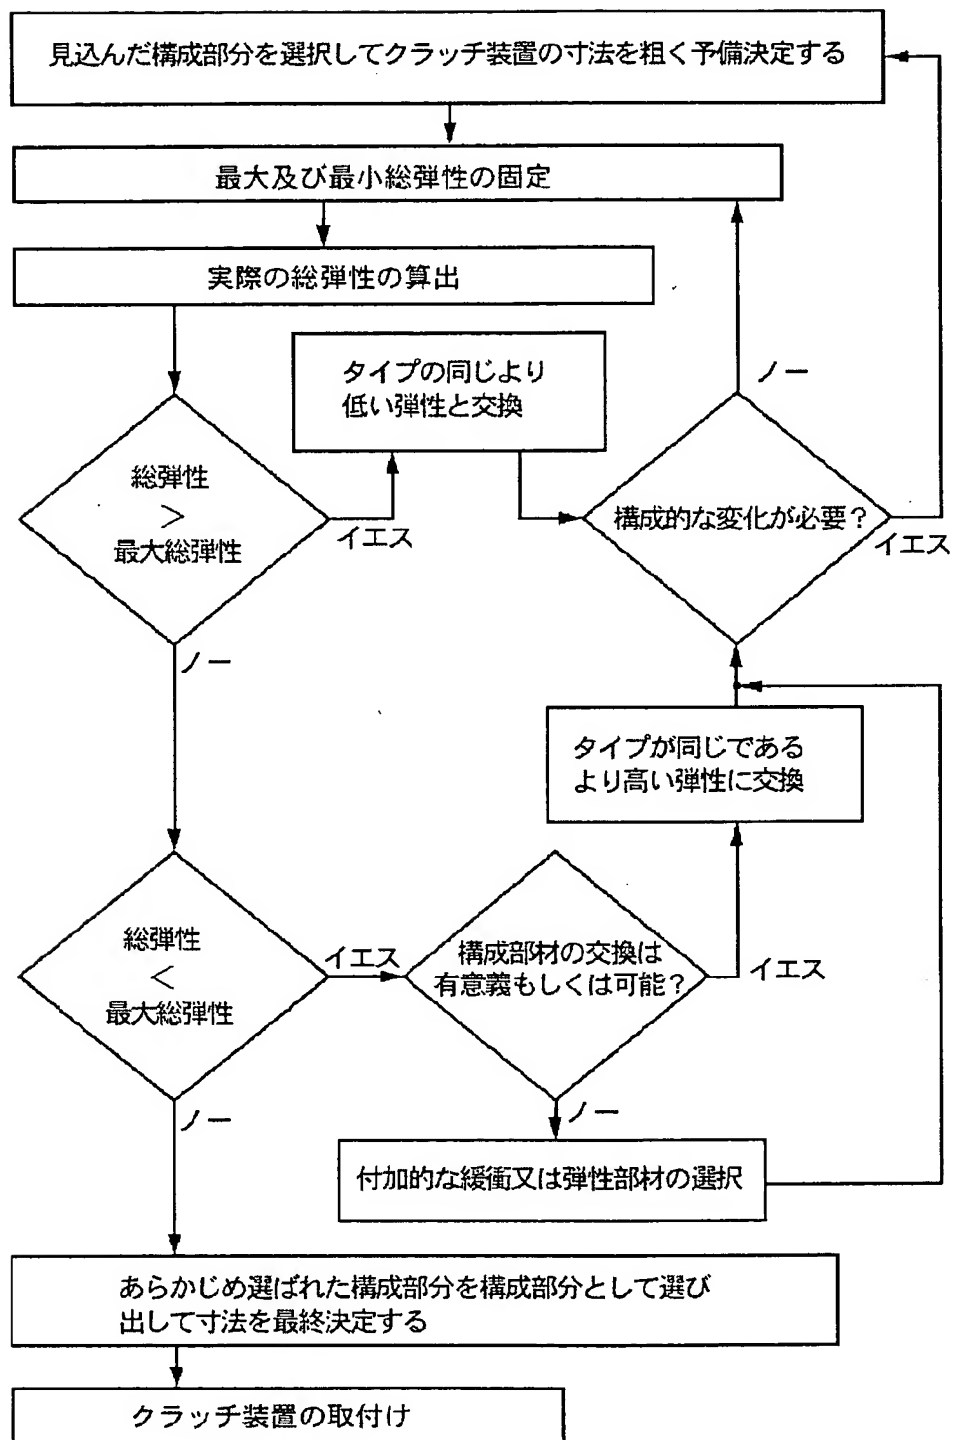 見込んだ構成部分を選択してクラッチ装置の寸法を粗く予備決定する
最大及び最小総弾性の固定
実際の総弾性の算出
タイプの同じより
低い弾性と交換
ノー
総弾性
>
最大総弾性
イエス
構成的な変化が必要?
イエス
ノー
タイプが同じである
より高い弾性に交換
総弾性
<
最大総弾性
イエス
構成部材の交換は
有意義もしくは可能?
イエス
ノー
ノー
付加的な緩衝又は弾性部材の選択
あらかじめ選ばれた構成部分を構成部分として選び
出して寸法を最終決定する
クラッチ装置の取付け